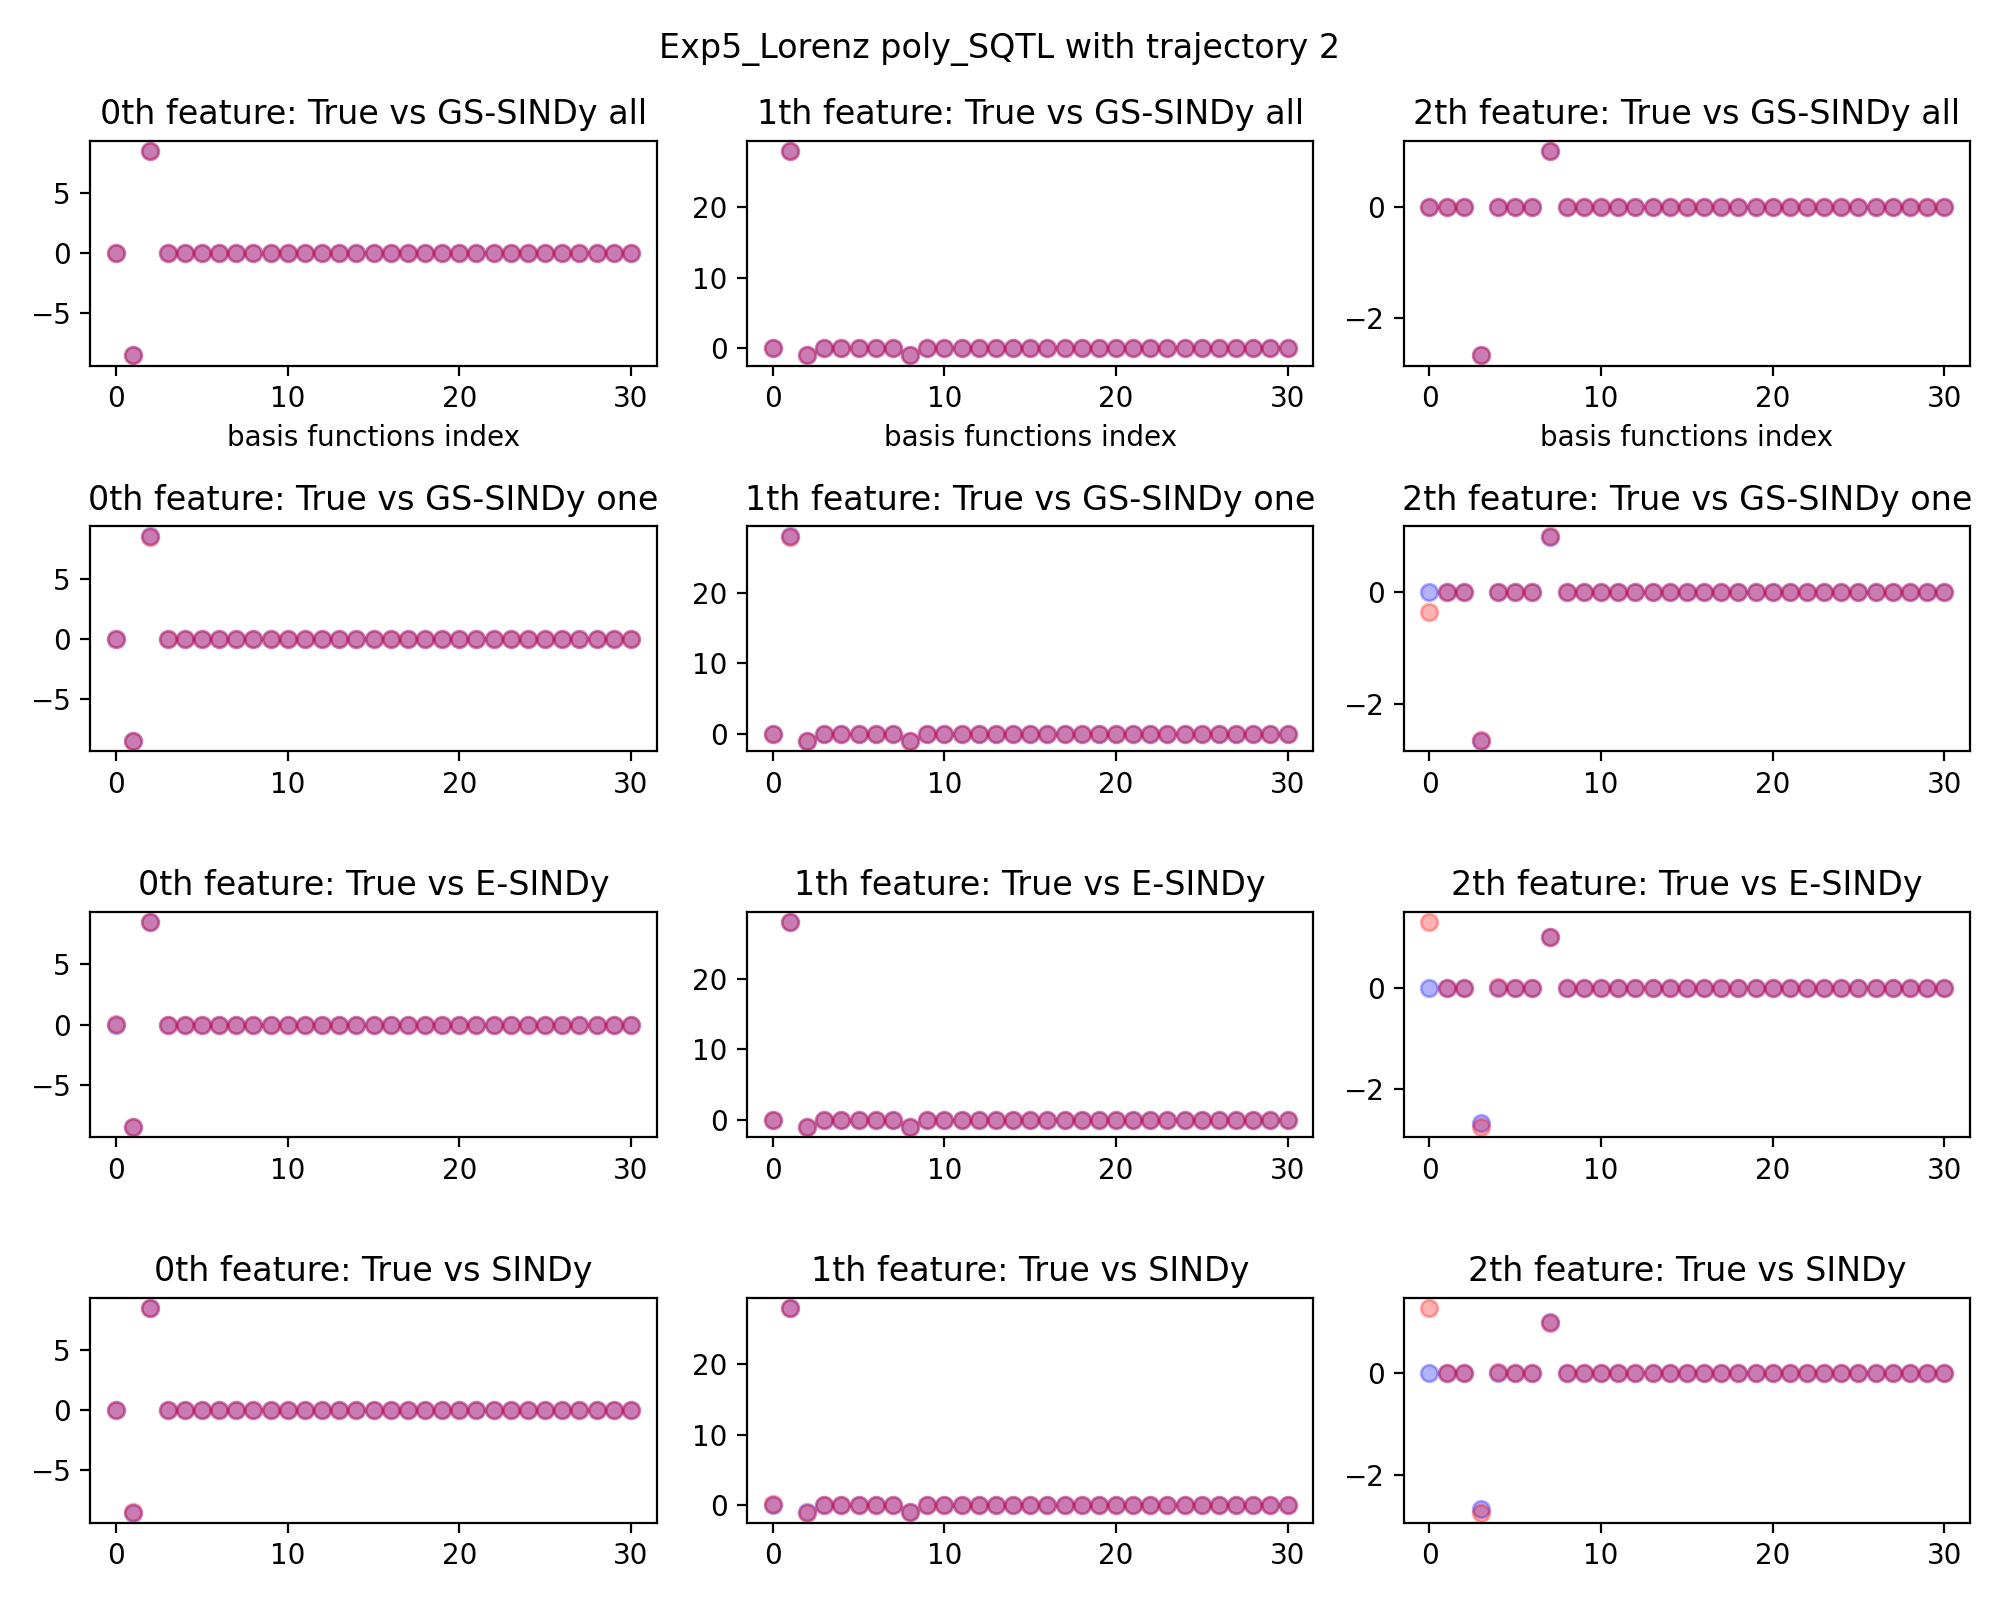 Exp5_Lorenz poly_SQTL with trajectory 2
0th feature: True vs GS-SINDy all
5
0
−5
0 10 20 30
basis functions index
1th feature: True vs GS-SINDy all
20
10
0
0 10 20 30
basis functions index
2th feature: True vs GS-SINDy all
0
−2
0 10 20 30
basis functions index
0th feature: True vs GS-SINDy one
5
0
−5
0 10 20 30
1th feature: True vs GS-SINDy one
20
10
0
0 10 20 30
2th feature: True vs GS-SINDy one
0
−2
0 10 20 30
0th feature: True vs E-SINDy
5
0
−5
0 10 20 30
1th feature: True vs E-SINDy
20
10
0
0 10 20 30
2th feature: True vs E-SINDy
0
−2
0 10 20 30
0th feature: True vs SINDy
5
0
−5
0 10 20 30
1th feature: True vs SINDy
20
10
0
0 10 20 30
2th feature: True vs SINDy
0
−2
0 10 20 30